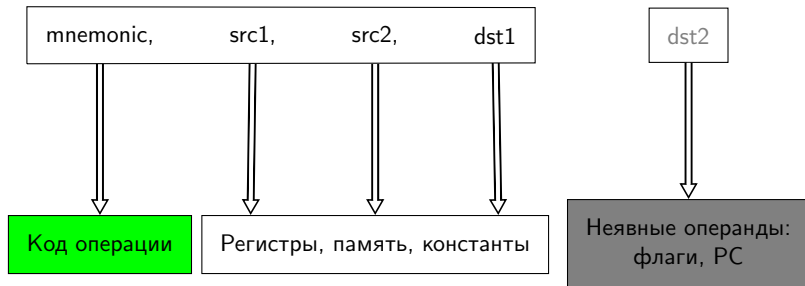 mnemonic, src1, src2, dst1
dst2
Код операции
Регистры, память, константы
Неявные операнды:
флаги, PC